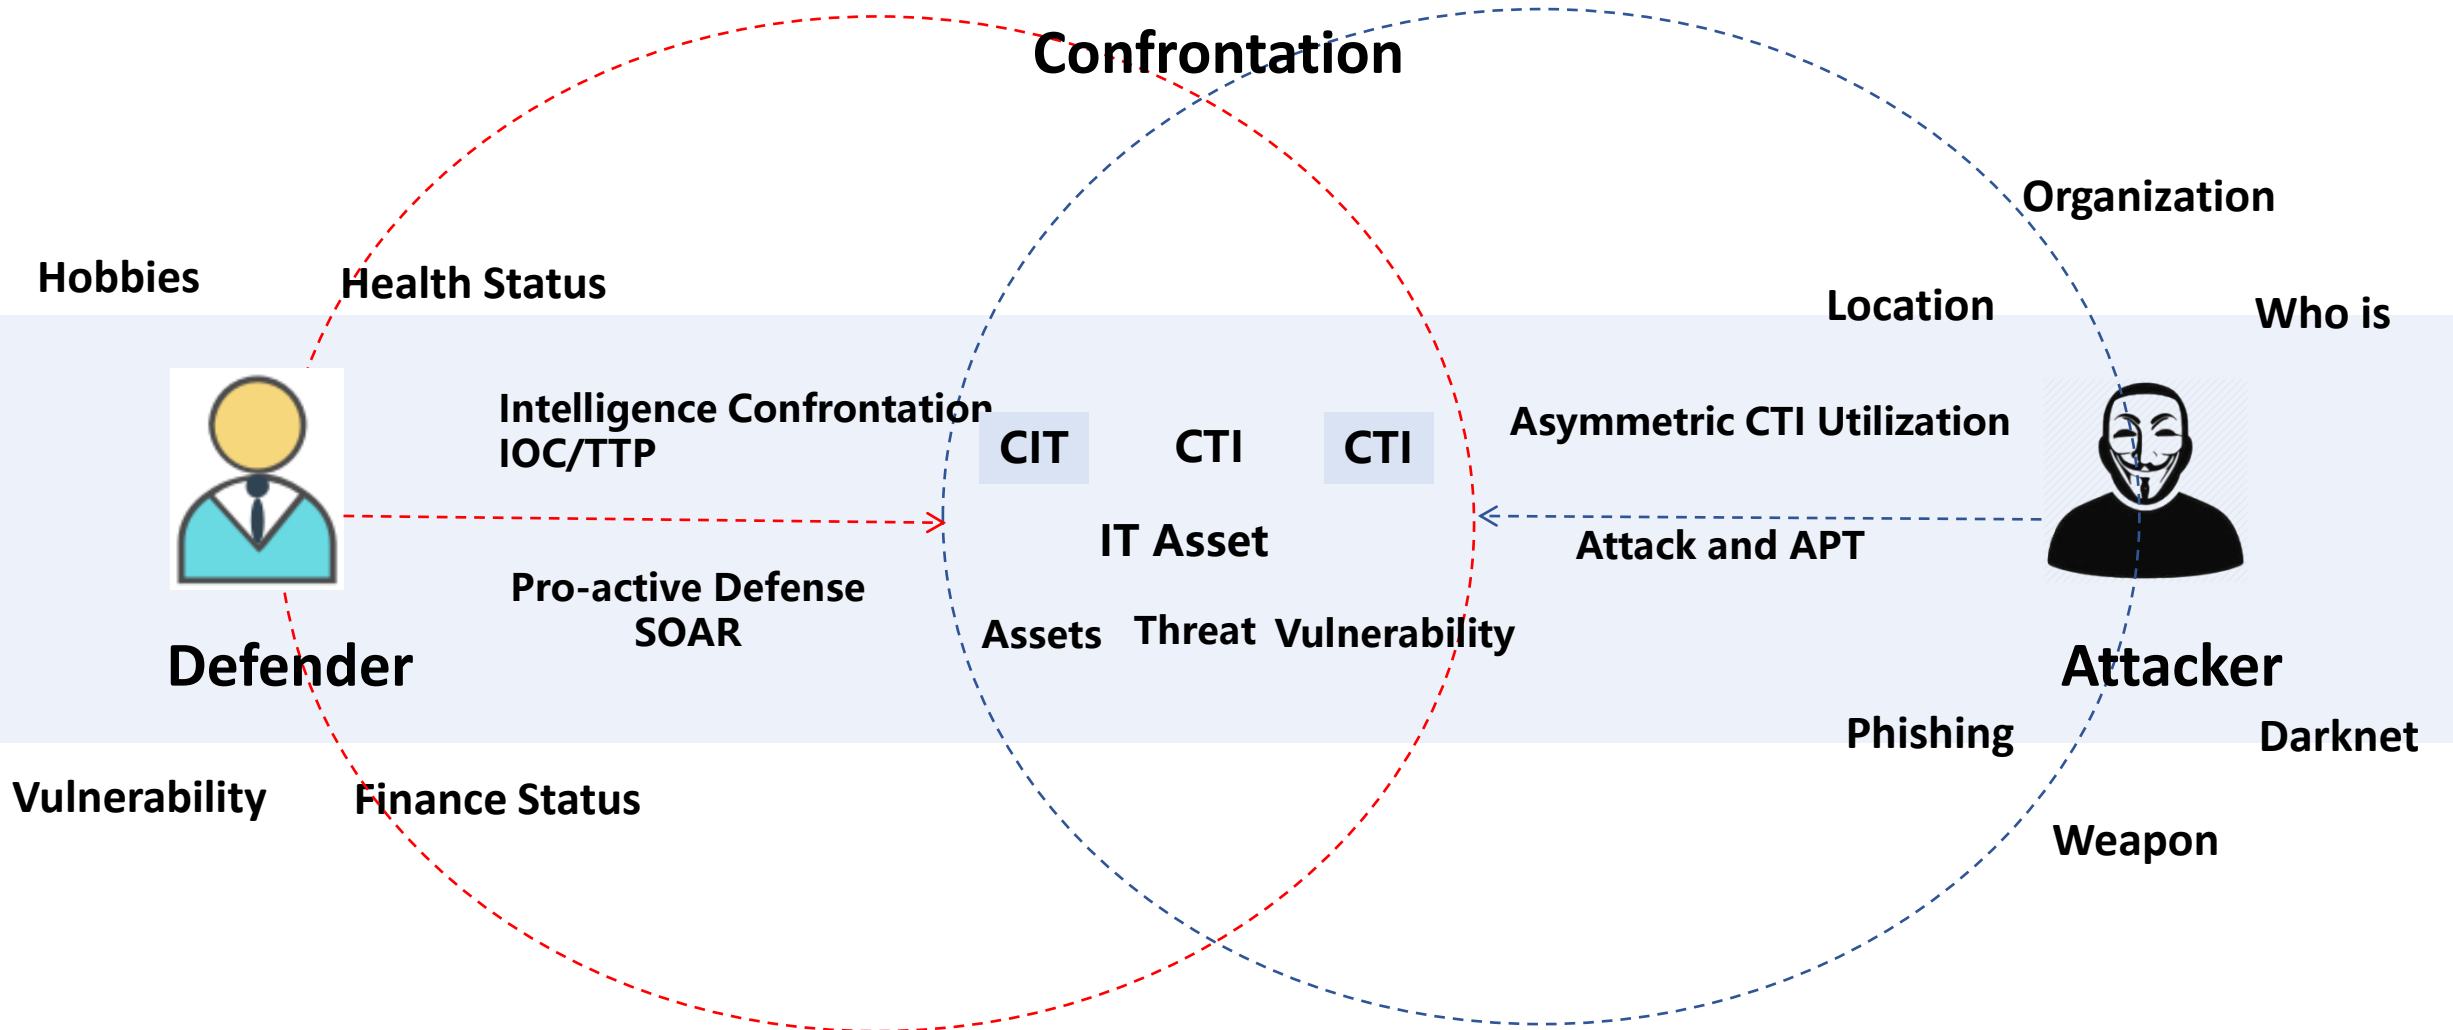 Confrontation
Organization
Hobbies
Health Status
Location
Who is
Intelligence Confrontation
IOC/TTP
CIT
CTI
CTI
Asymmetric CTI Utilization
IT Asset
Attack and APT
Pro-active Defense
SOAR
Assets
Threat
Vulnerability
Defender
Attacker
Phishing
Darknet
Vulnerability
Finance Status
Weapon